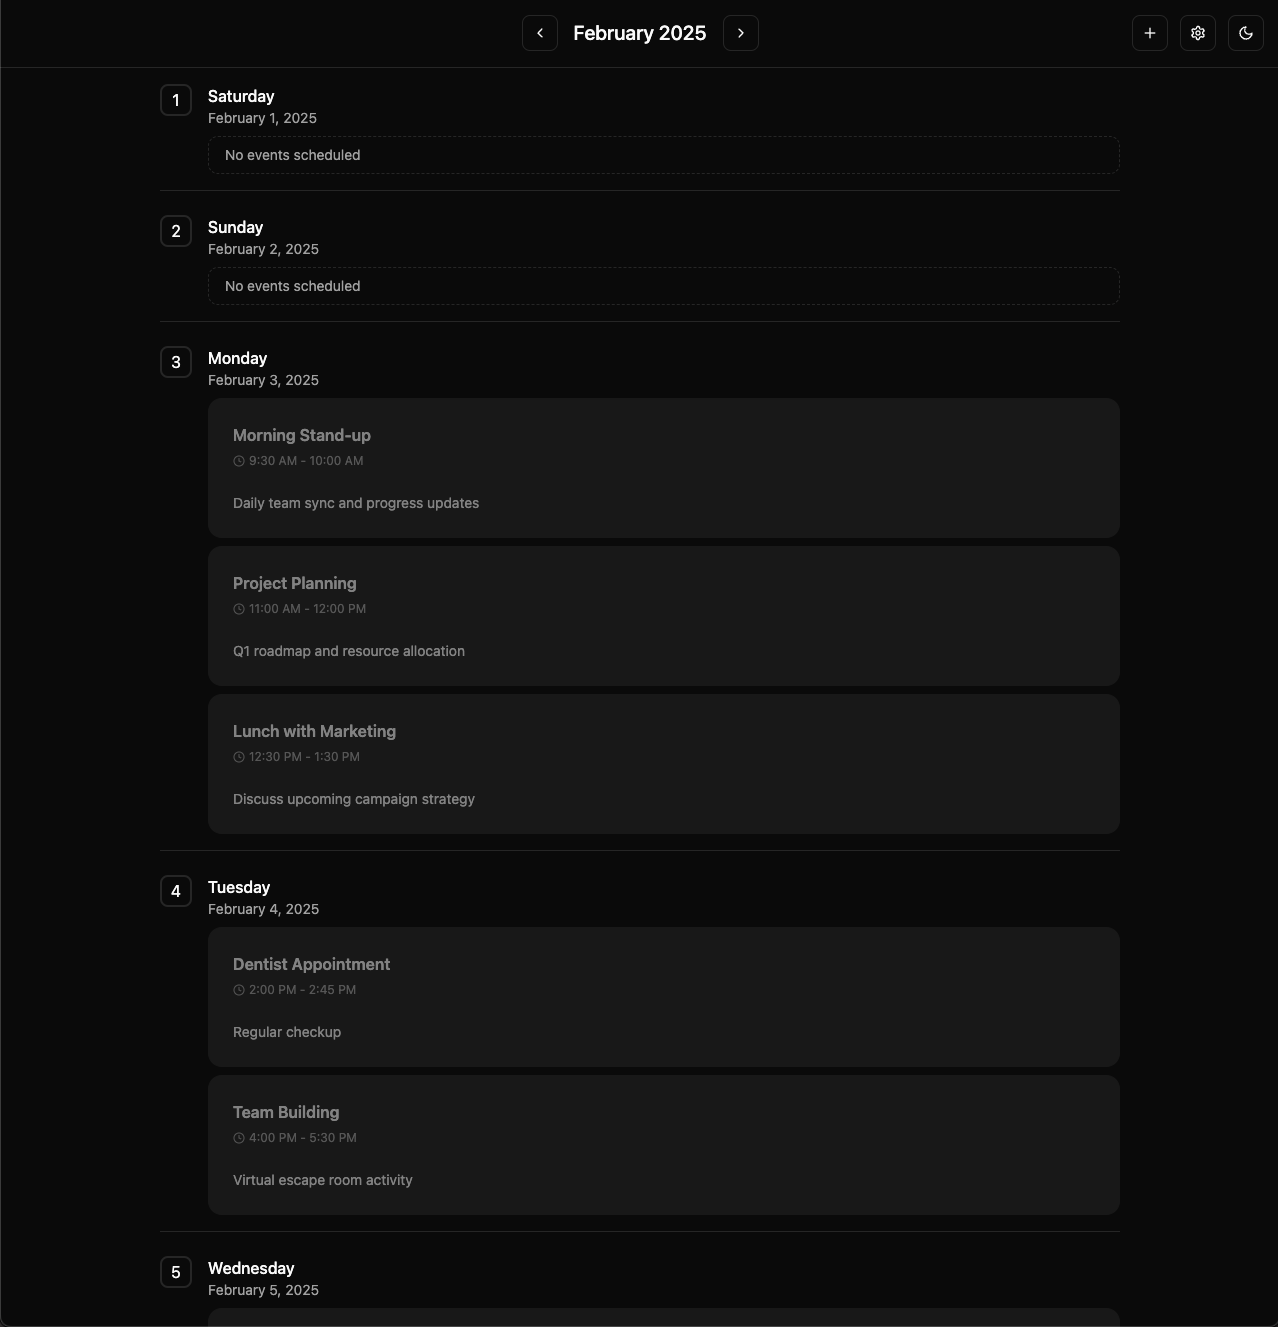 February 2025
1
Saturday
February 1, 2025
No events scheduled
2
Sunday
February 2, 2025
No events scheduled
3
Monday
February 3, 2025
Morning Stand-up
9:30 AM - 10:00 AM
Daily team sync and progress updates
Project Planning
11:00 AM - 12:00 PM
Q1 roadmap and resource allocation
Lunch with Marketing
12:30 PM - 1:30 PM
Discuss upcoming campaign strategy
4
Tuesday
February 4, 2025
Dentist Appointment
2:00 PM - 2:45 PM
Regular checkup
Team Building
4:00 PM - 5:30 PM
Virtual escape room activity
5
Wednesday
February 5, 2025